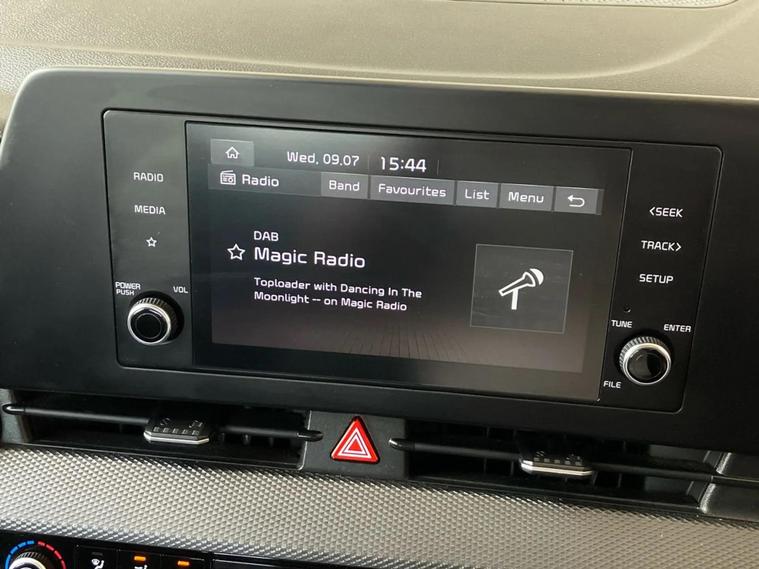 Wed, 09.07 15:44
Radio Band Favourites List Menu
DAB
Magic Radio
Toploader with Dancing In The
Moonlight -- on Magic Radio
RADIO
MEDIA
POWER
PUSH
VOL
<SEEK
TRACK>
SETUP
TUNE
ENTER
FILE